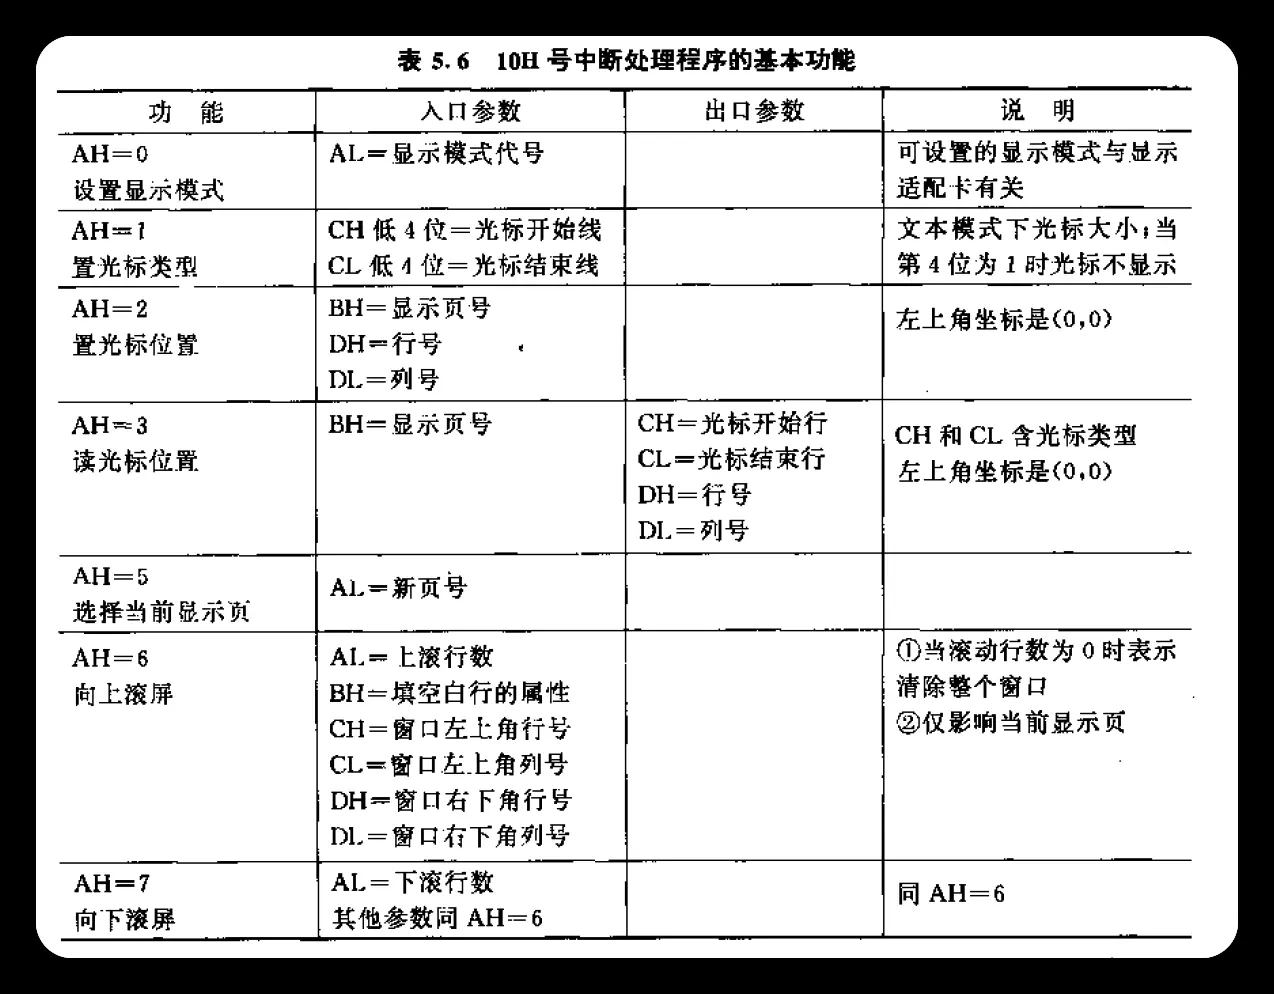 表 5.6 10H 号中断处理程序的基本功能
功 能 入口参数 出口参数 说 明
AH=0
设置显示模式
AL=显示模式代号
可设置的显示模式与显示
适配卡有关
AH=1
置光标类型
CH 低 4 位=光标开始线
CL 低 4 位=光标结束线
文本模式下光标大小;当
第 4 位为 1 时光标不显示
AH=2
置光标位置
BH=显示页号
DH=行号
DL=列号
左上角坐标是(0,0)
AH=3
读光标位置
BH=显示页号
CH=光标开始行
CL=光标结束行
DH=行号
DL=列号
CH 和 CL 含光标类型
左上角坐标是(0,0)
AH=5
选择当前显示页
AL=新页号
AH=6
向上滚屏
AL=上滚行数
BH=填空白行的属性
CH=窗口左上角行号
CL=窗口左上角列号
DH=窗口右下角行号
DL=窗口右下角列号
①当滚动行数为 0 时表示
清除整个窗口
②仅影响当前显示页
AH=7
向下滚屏
AL=下滚行数
其他参数同 AH=6
同 AH=6